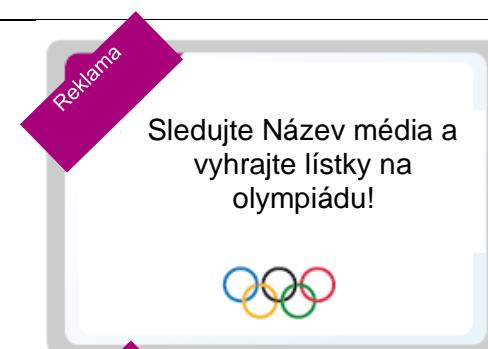 Reklama
Sledujte Název média a
vyhrajte lístky na
olympiádu!